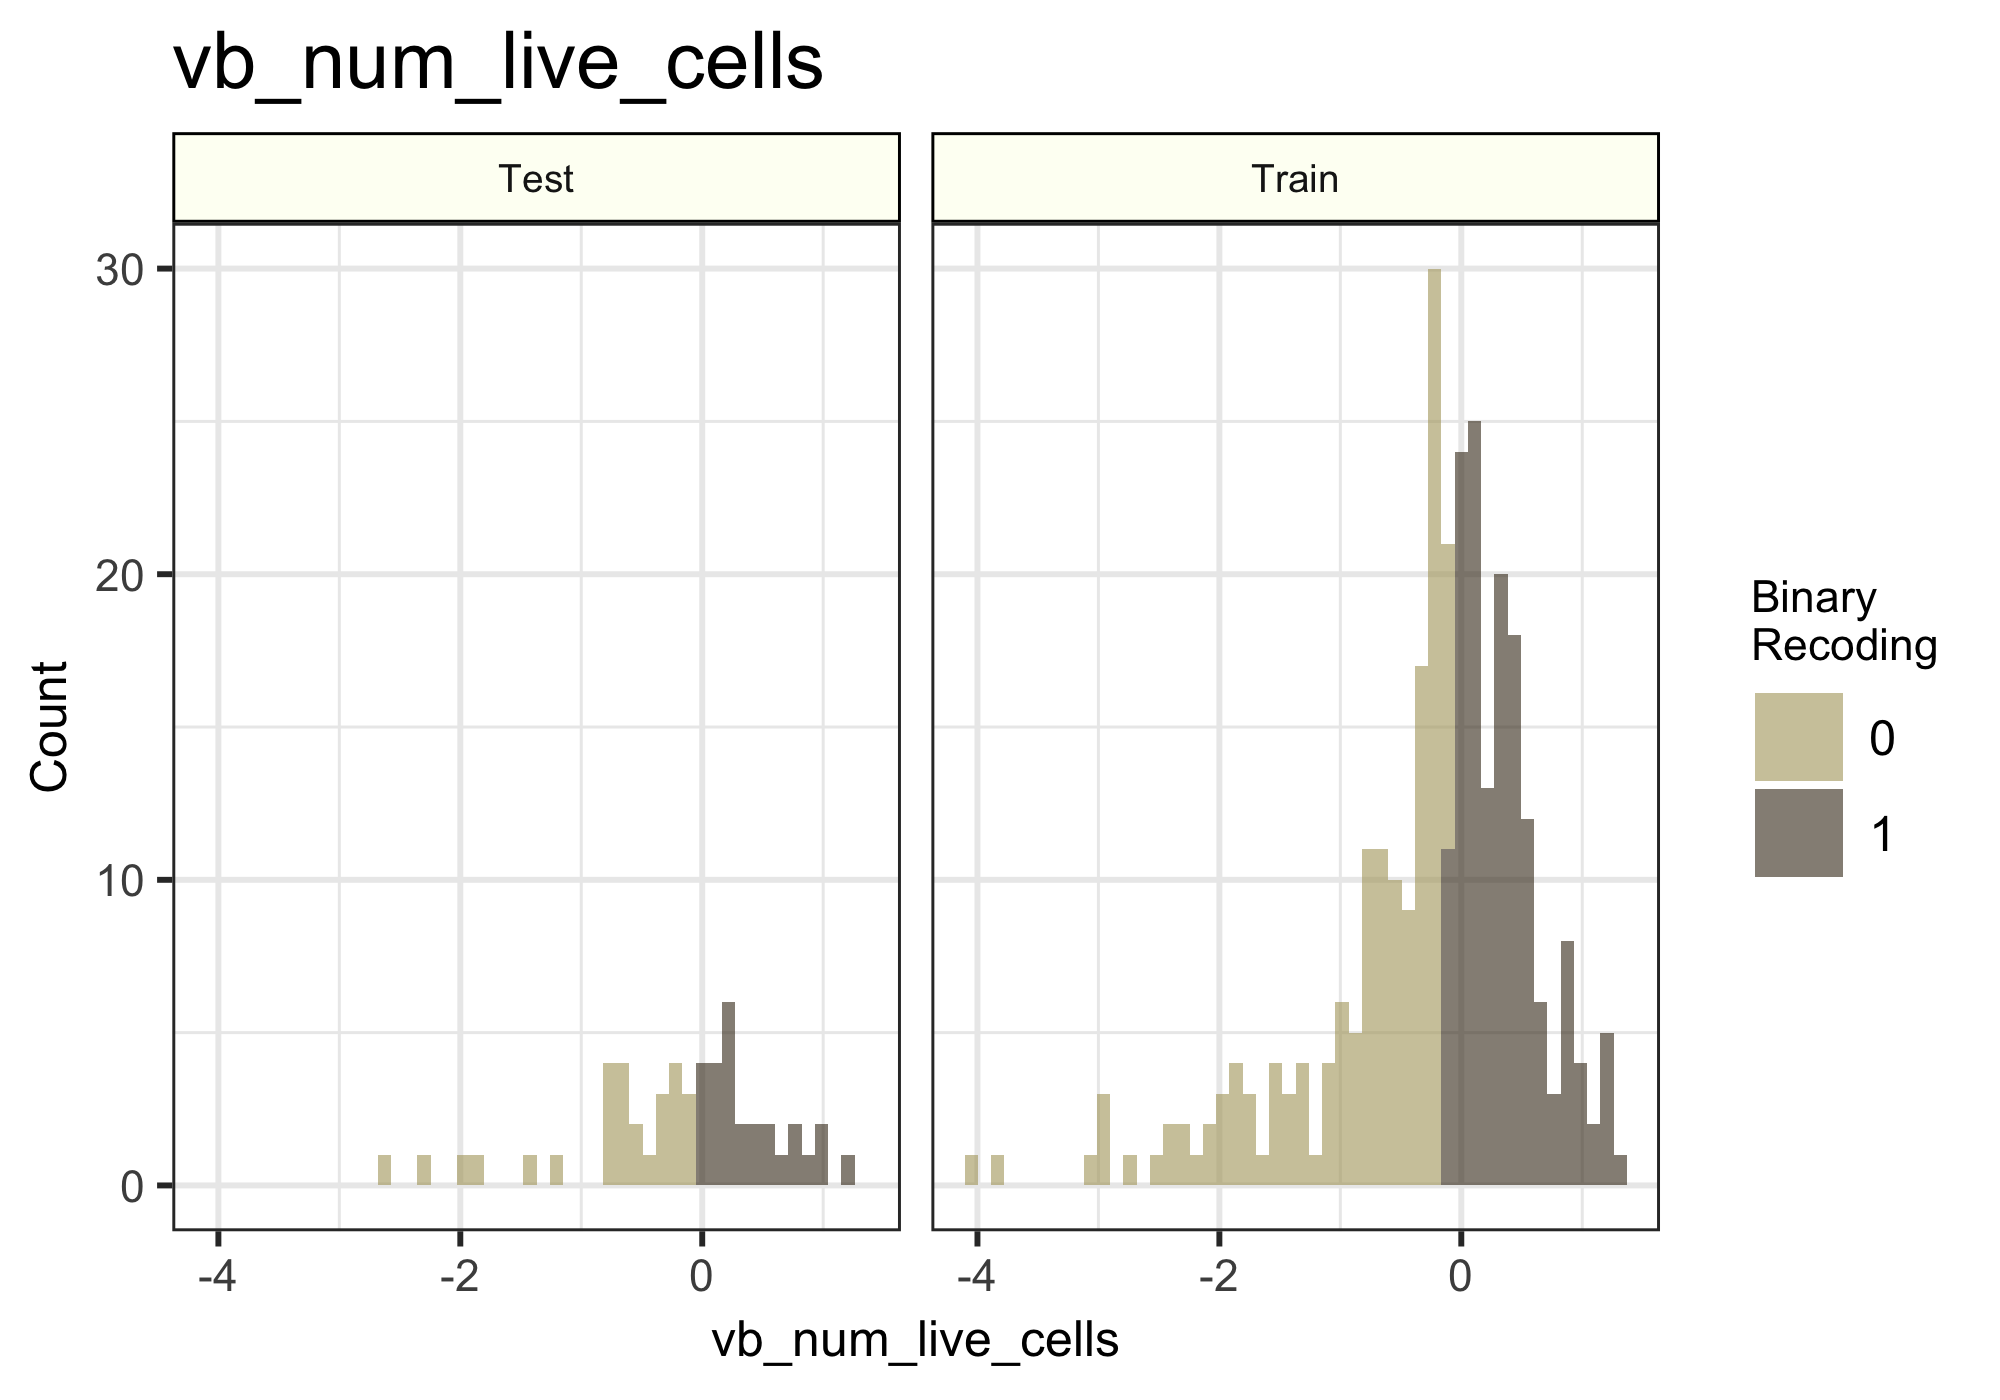 vb_num_live_cells
Test
Train
30
20
10
0
Count
-4
-2
0
-4
-2
0
vb_num_live_cells
Binary
Recoding
0
1